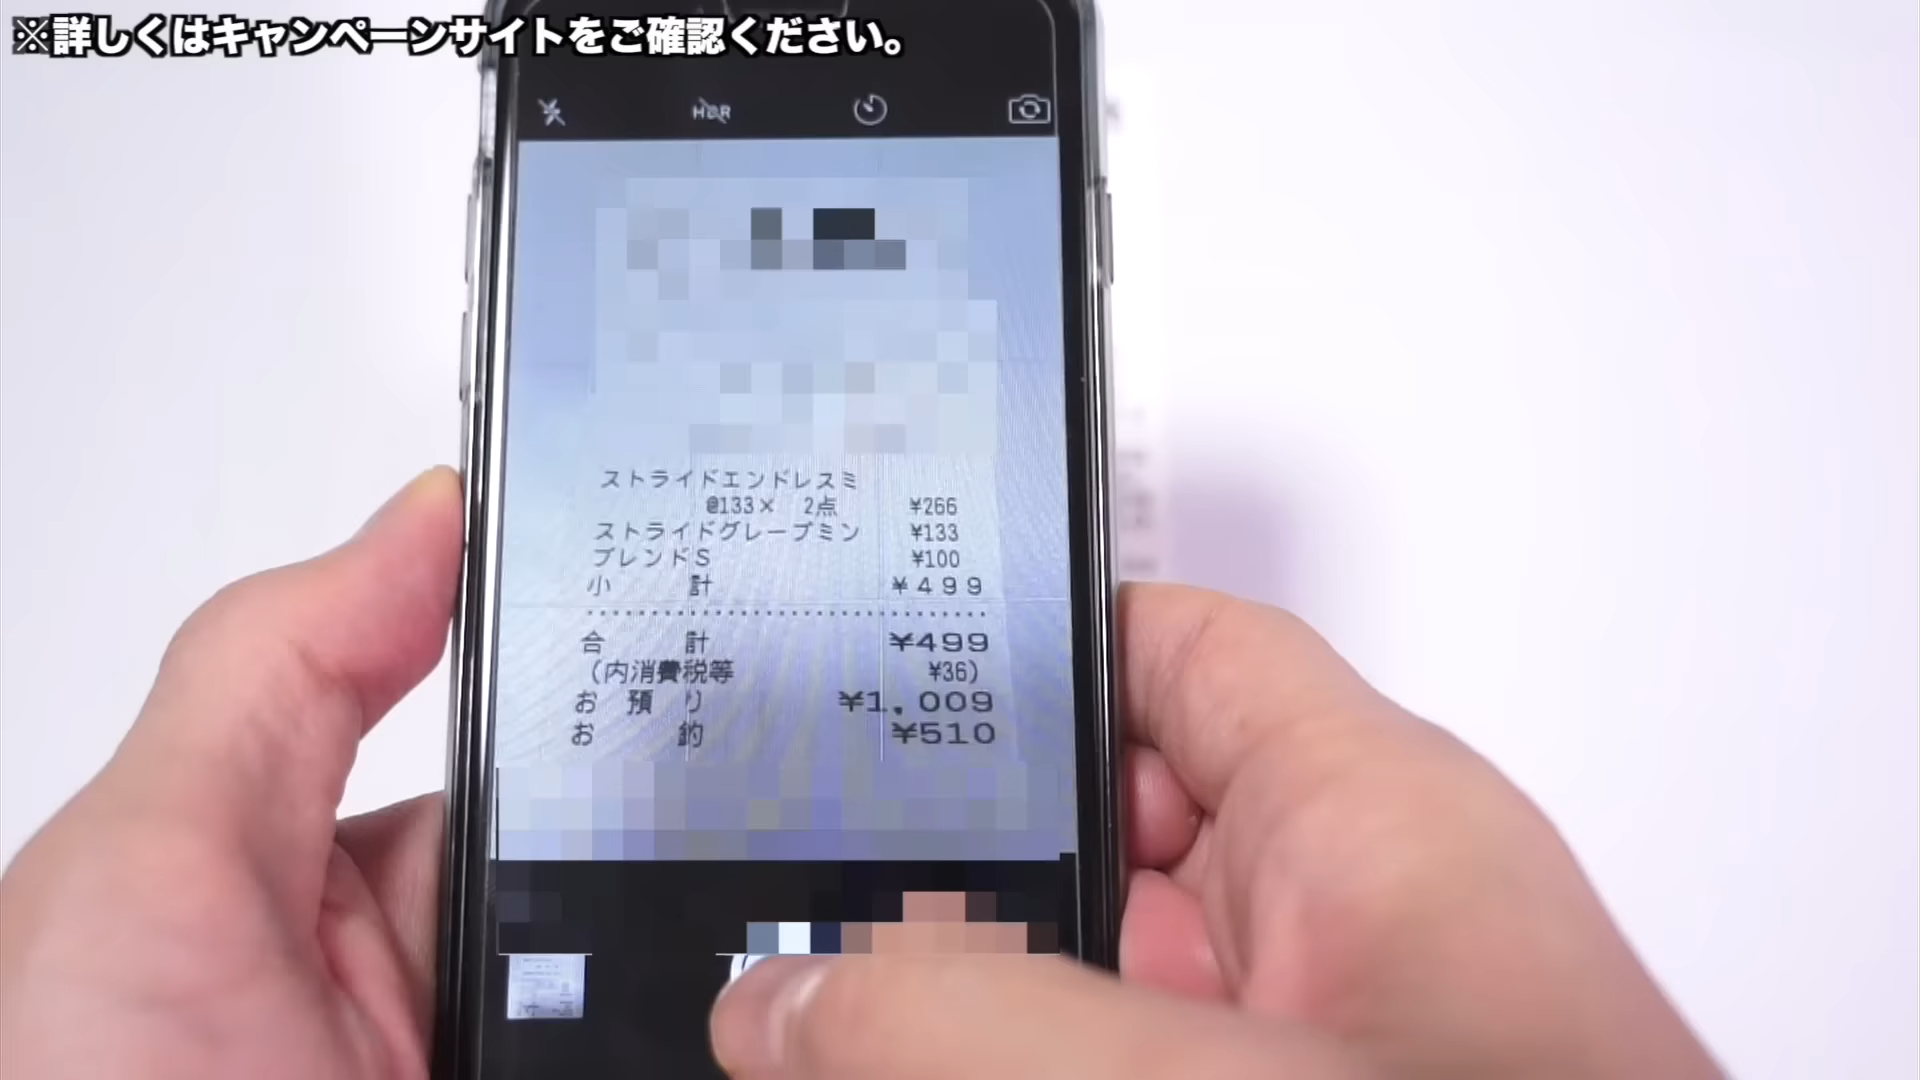 ※詳しくはキャンペーンサイトをご確認ください。
HDR
ストライドエンドレスミ
@133× 2点 ¥266
ストライドグレープミン ¥133
ブレンドS ¥100
小計 ¥499
合計 ¥499
(内消費税等 ¥36)
お預り ¥1,009
お釣 ¥510